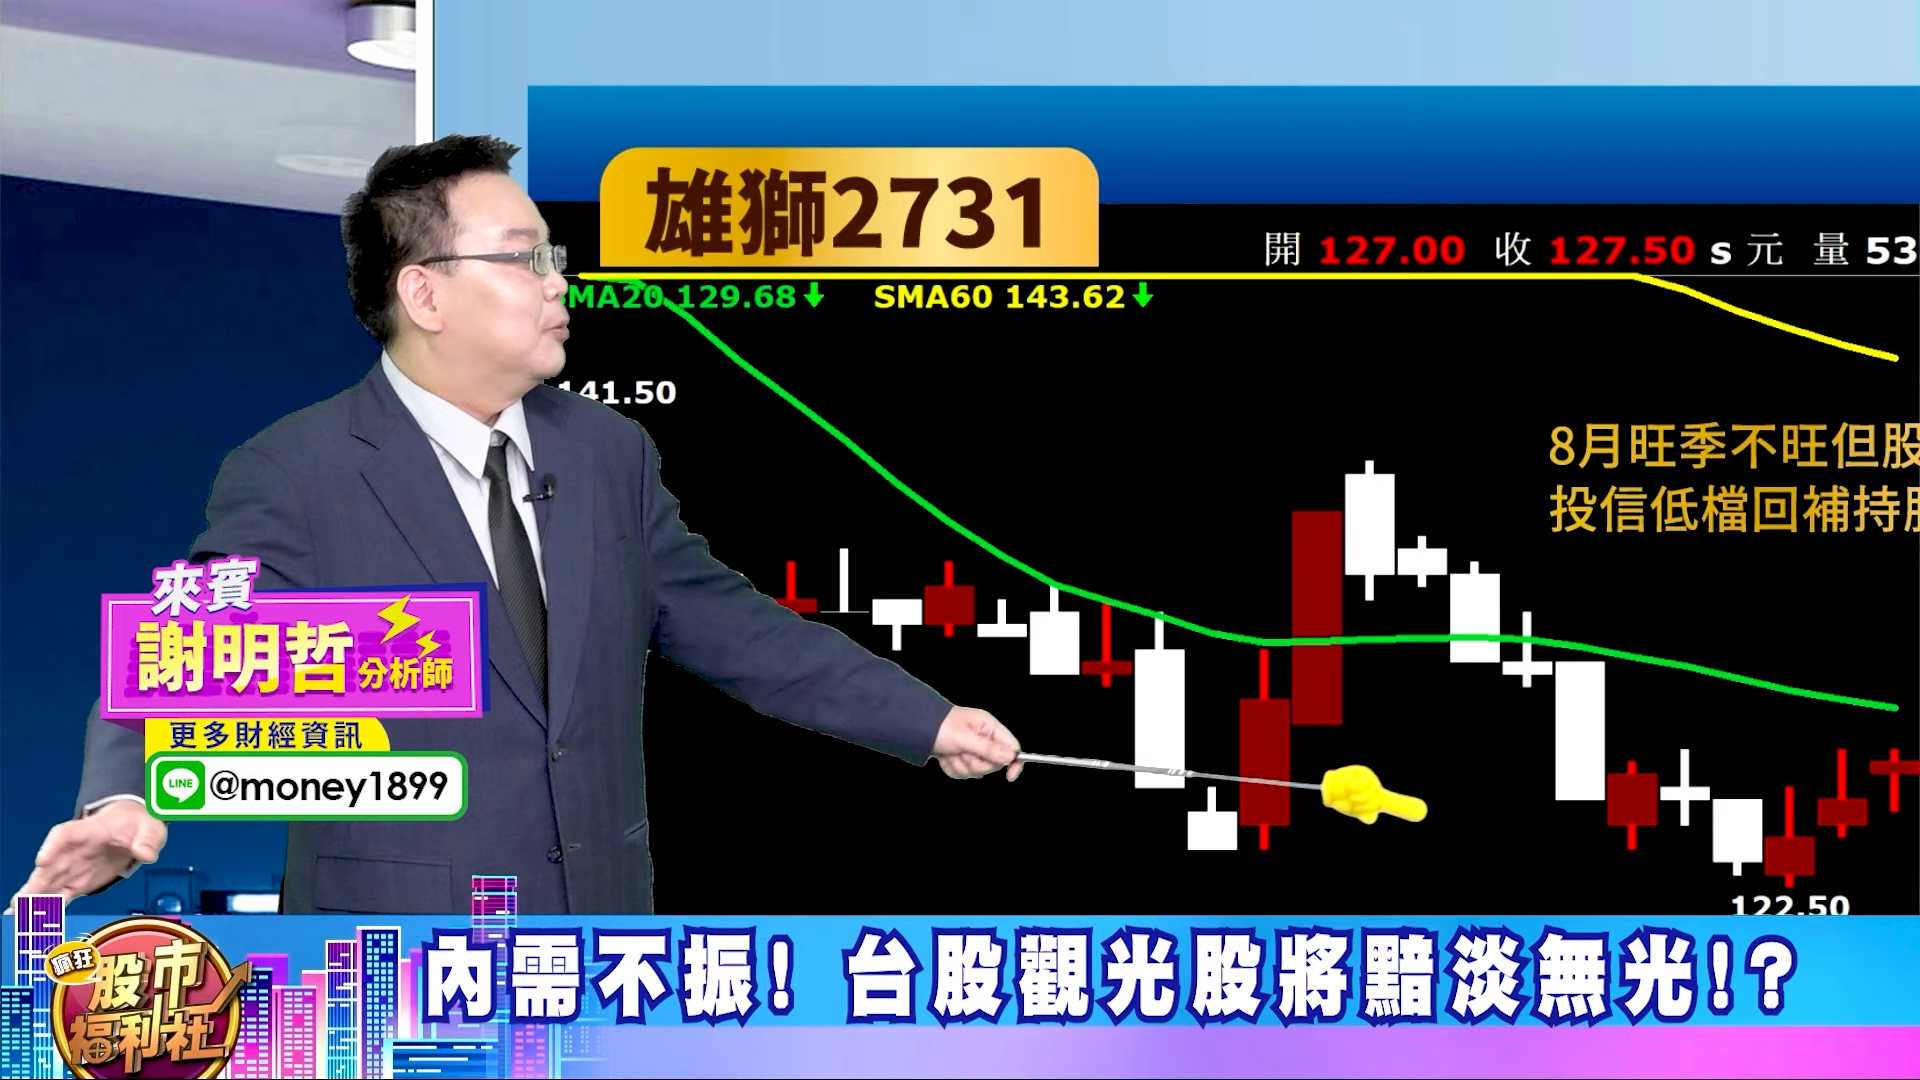 雄獅2731
開 127.00 收 127.50 s 元 量 53
MA20 129.68↓ SMA60 143.62↓
141.50
8月旺季不旺但股
投信低檔回補持股
122.50
來賓
謝明哲 分析師
更多財經資訊
LINE @money1899
瘋狂
股市
福利社
內需不振! 台股觀光股將黯淡無光!?